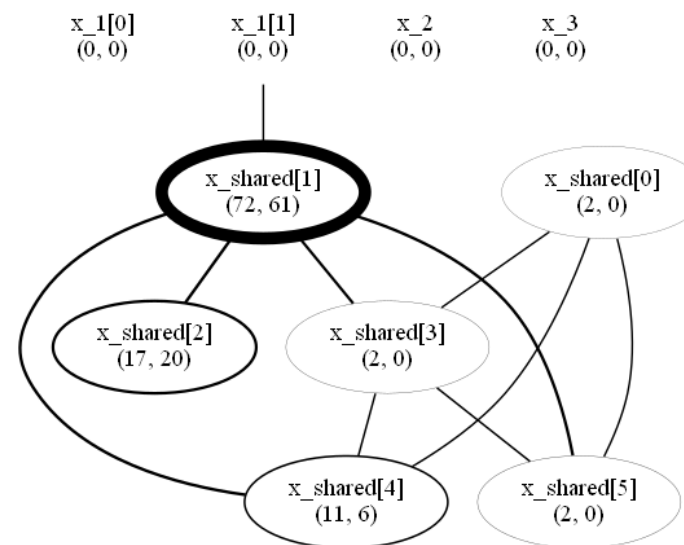 x_1[0] x_1[1] x_2 x_3
(0, 0) (0, 0) (0, 0) (0, 0)
x_shared[1] x_shared[0]
(72, 61) (2, 0)
x_shared[2] x_shared[3]
(17, 20) (2, 0)
x_shared[4] x_shared[5]
(11, 6) (2, 0)